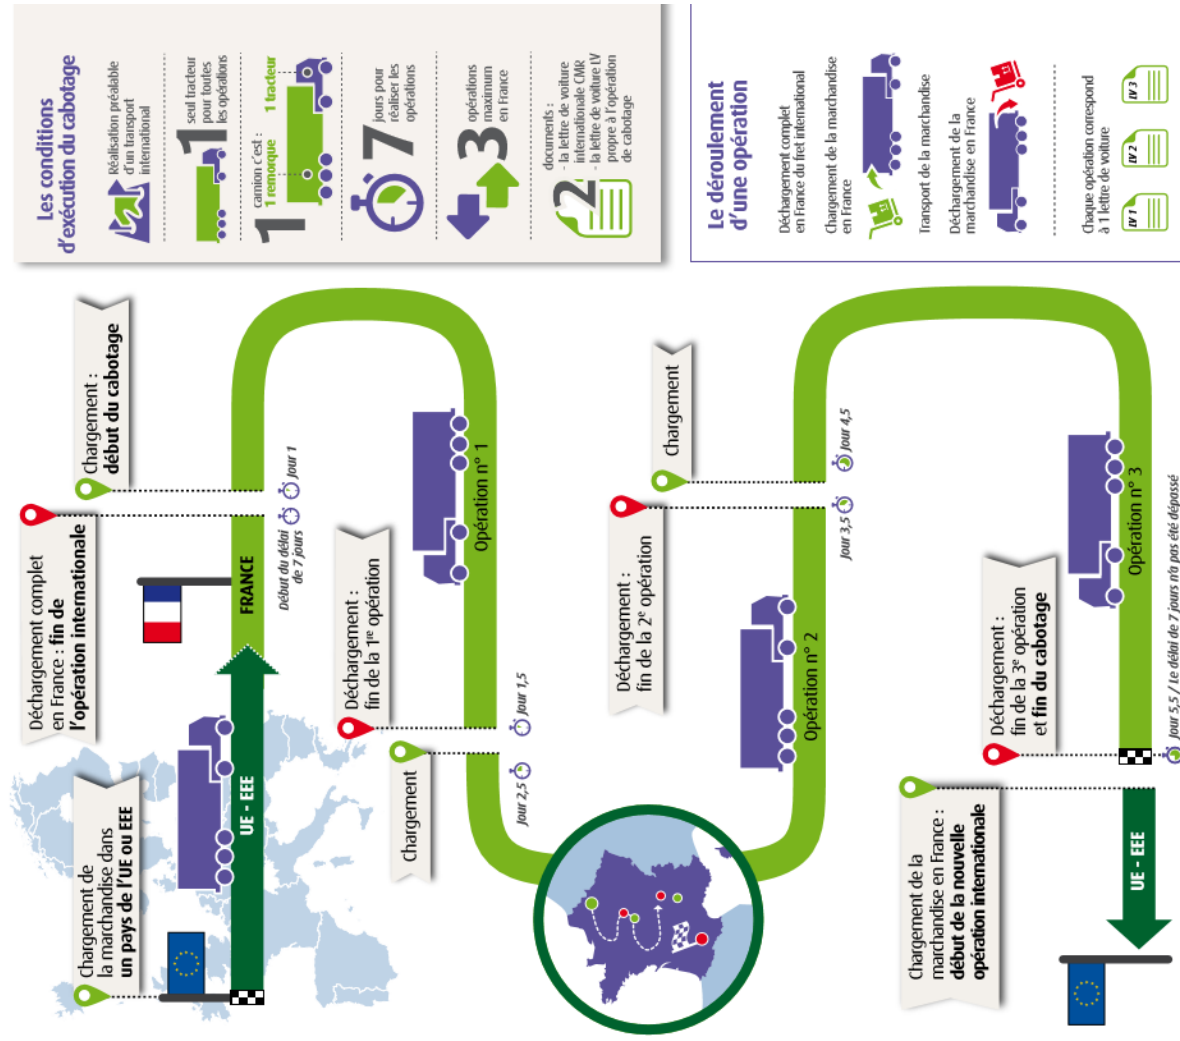 Les conditions
d'exécution du cabotage
Réalisation préalable
d'un transport
international
1
seul tracteur
pour toutes
les opérations
1
camion c'est :
1 remorque
1 tracteur
7
jours pour
réaliser les
opérations
3
opérations
maximum
en France
2
documents :
- la lettre de voiture
internationale CMR
- la lettre de voiture LV
propre à l'opération
de cabotage
Le déroulement
d'une opération
Déchargement complet
en France du fret international
Chargement de la marchandise
en France
Transport de la marchandise
Déchargement de la
marchandise en France
Chaque opération correspond
à 1 lettre de voiture
LV 1
LV 2
LV 3
Chargement de
la marchandise dans
un pays de l'UE ou EEE
UE - EEE
Déchargement complet
en France : fin de
l'opération internationale
FRANCE
Chargement :
début du cabotage
Début du délai
de 7 jours
Jour 1
Opération n° 1
Déchargement :
fin de la 1re opération
Jour 1,5
Chargement
Jour 2,5
Opération n° 2
Déchargement :
fin de la 2e opération
Jour 3,5
Chargement
Jour 4,5
Opération n° 3
Déchargement :
fin de la 3e opération
et fin du cabotage
Jour 5,5 / Le délai de 7 jours n'a pas été dépassé
Chargement de la
marchandise en France :
début de la nouvelle
opération internationale
UE - EEE